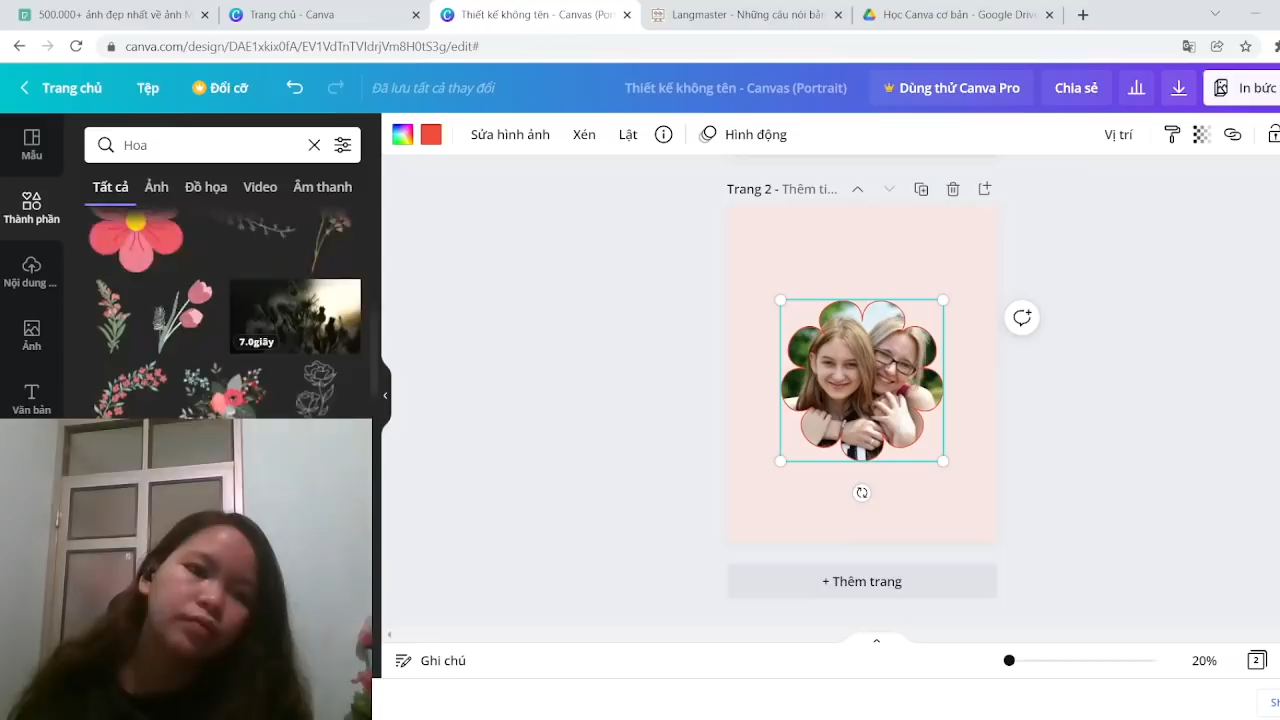 500.000+ ảnh đẹp nhất về ảnh M
Trang chủ - Canva
Thiết kế không tên - Canvas (Por
Langmaster - Những câu nói bằn
Học Canva cơ bản - Google Drive
canva.com/design/DAE1xkix0fA/EV1VdTnTVIdrjVm8H0tS3g/edit#
Trang chủ
Tệp
Đổi cỡ
Đã lưu tất cả thay đổi
Thiết kế không tên - Canvas (Portrait)
Dùng thử Canva Pro
Chia sẻ
In bức
Mẫu
Hoa
Sửa hình ảnh
Xén
Lật
Hình động
Vị trí
Tất cả
Ảnh
Đồ họa
Video
Âm thanh
Trang 2 - Thêm ti...
Thành phần
Nội dung ...
Ảnh
Văn bản
7.0giây
+ Thêm trang
Ghi chú
20%
2
Sh